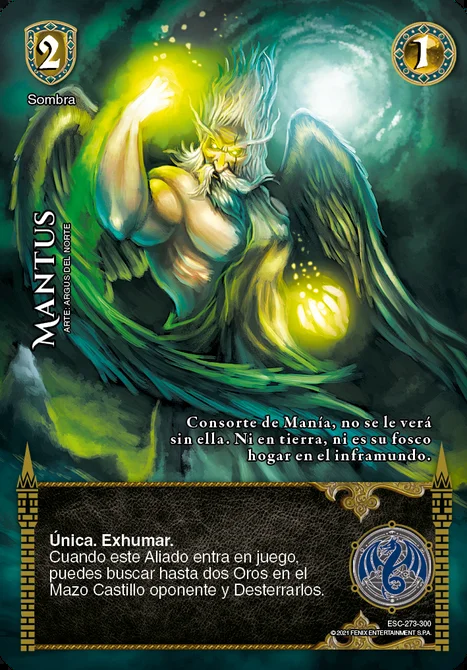 2
1
Sombra
MANTUS
ARTE: ARGUS DEL NORTE
Consorte de Manía, no se le verá
sin ella. Ni en tierra, ni es su fosco
hogar en el inframundo.
Única. Exhumar.
Cuando este Aliado entra en juego,
puedes buscar hasta dos Oros en el
Mazo Castillo oponente y Desterrarlos.
ESC-273-300
©2021 FENIX ENTERTAINMENT S.P.A.